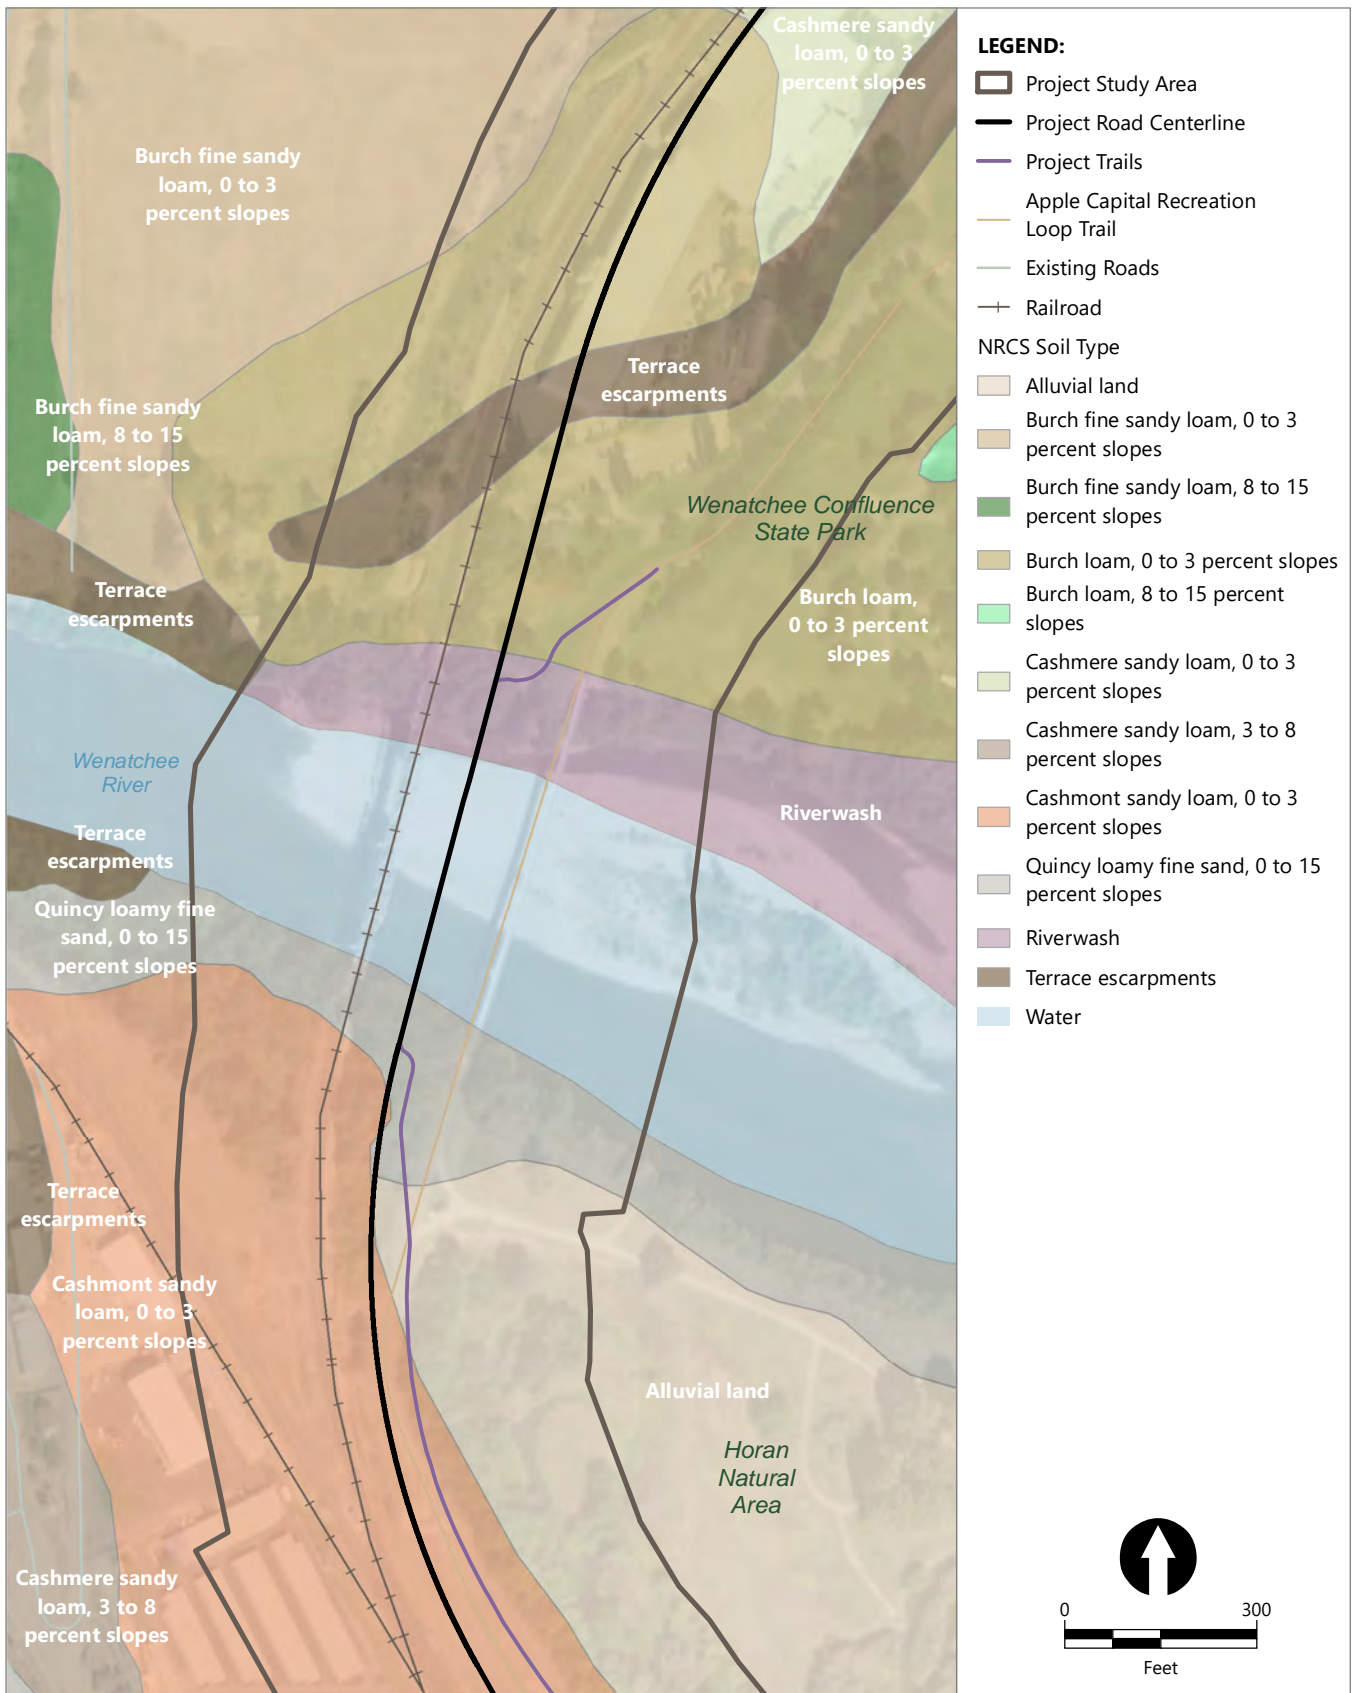 Cashmere sandy
loam, 0 to 3
percent slopes
Burch fine sandy
loam, 0 to 3
percent slopes
Terrace
escarpments
Burch fine sandy
loam, 8 to 15
percent slopes
Wenatchee Confluence
State Park
Terrace
escarpments
Burch loam,
0 to 3 percent
slopes
Wenatchee
River
Riverwash
Terrace
escarpments
Quincy loamy fine
sand, 0 to 15
percent slopes
Terrace
escarpments
Cashmont sandy
loam, 0 to 3
percent slopes
Alluvial land
Horan
Natural
Area
Cashmere sandy
loam, 3 to 8
percent slopes
LEGEND:
Project Study Area
Project Road Centerline
Project Trails
Apple Capital Recreation
Loop Trail
Existing Roads
Railroad
NRCS Soil Type
Alluvial land
Burch fine sandy loam, 0 to 3
percent slopes
Burch fine sandy loam, 8 to 15
percent slopes
Burch loam, 0 to 3 percent slopes
Burch loam, 8 to 15 percent
slopes
Cashmere sandy loam, 0 to 3
percent slopes
Cashmere sandy loam, 3 to 8
percent slopes
Cashmont sandy loam, 0 to 3
percent slopes
Quincy loamy fine sand, 0 to 15
percent slopes
Riverwash
Terrace escarpments
Water
0 300
Feet